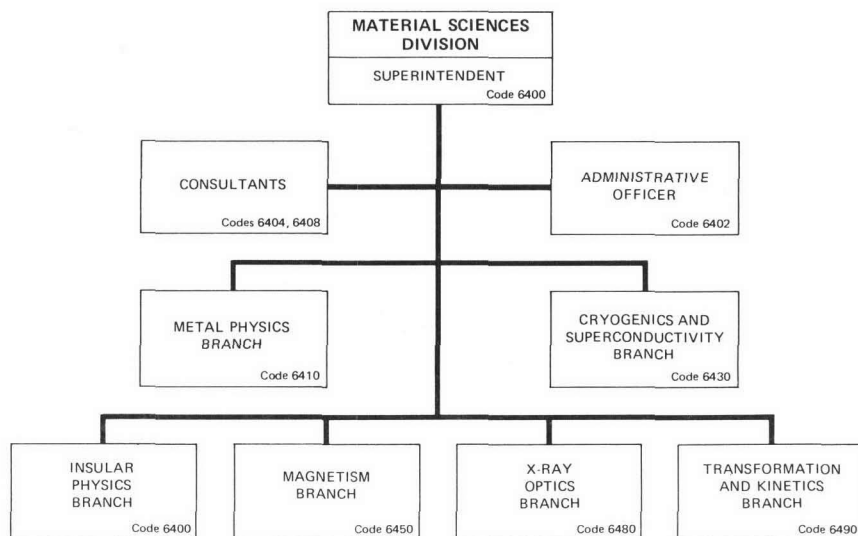 MATERIAL SCIENCES
DIVISION
SUPERINTENDENT
Code 6400
CONSULTANTS
Codes 6404, 6408
ADMINISTRATIVE
OFFICER
Code 6402
METAL PHYSICS
BRANCH
Code 6410
CRYOGENICS AND
SUPERCONDUCTIVITY
BRANCH
Code 6430
INSULAR
PHYSICS
BRANCH
Code 6400
MAGNETISM
BRANCH
Code 6450
X-RAY
OPTICS
BRANCH
Code 6480
TRANSFORMATION
AND KINETICS
BRANCH
Code 6490